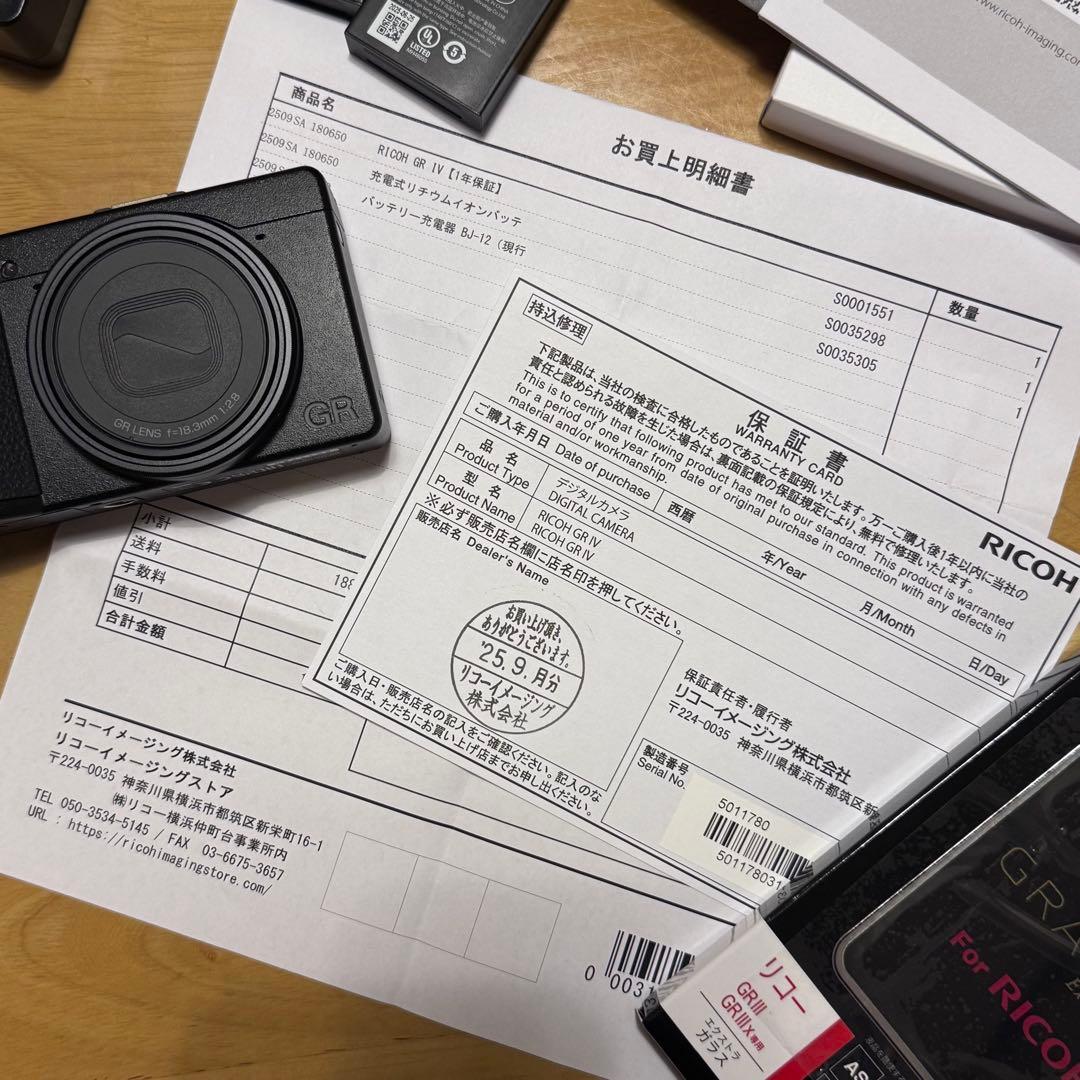 2025-06-25
UL
LISTED
5
www.ricoh-imaging.co
お買上明細書
商品名
数量
2509SA 180650 RICOH GR IV【1年保証】 S0001551 1
2509SA 180650 充電式リチウムイオンバッテ S0035298 1
2509S バッテリー充電器 BJ-12（現行 S0035305 1
GR LENS f=18.3mm 1:2.8
GR
小計
送料
手数料
値引
合計金額
リコーイメージング株式会社
リコーイメージングストア
〒224-0035 神奈川県横浜市都筑区新栄町16-1
㈱リコー横浜仲町台事業所内
TEL 050-3534-5145 / FAX 03-6675-3657
URL : https://ricohimagingstore.com/
0 0031
持込修理
保証書
WARRANTY CARD
RICOH
下記製品は、当社の検査に合格したものであることを証明いたします。万一ご購入後1年以内に当社の
責任と認められる故障を生じた場合は、裏面記載の保証規定により、無料で修理いたします。
This is to certify that following product has met to our standard. This product is warranted
for a period of one year from date of original purchase in connection with any defects in
material and/or workmanship.
ご購入年月日 Date of purchase 西暦 年/Year 月/Month 日/Day
品名
Product Type
デジタルカメラ
DIGITAL CAMERA
型名
Product Name
RICOH GR IV
RICOH GR IV
※必ず販売店名欄に店名印を押してください。
販売店名 Dealer's Name
お買い上げ頂き、
ありがとうございます。
'25.9.月分
リコーイメージング
株式会社
ご購入日・販売店名の記入をご確認ください。記入のな
い場合は、ただちにお買い上げ店までお申し出ください。
保証責任者・履行者
リコーイメージング株式会社
〒224-0035 神奈川県横浜市都筑区新
製造番号
Serial No.
5011780
501178031
リコー
GRIII
GRIIIx専用
エクストラ
ガラス
For RICO
AS